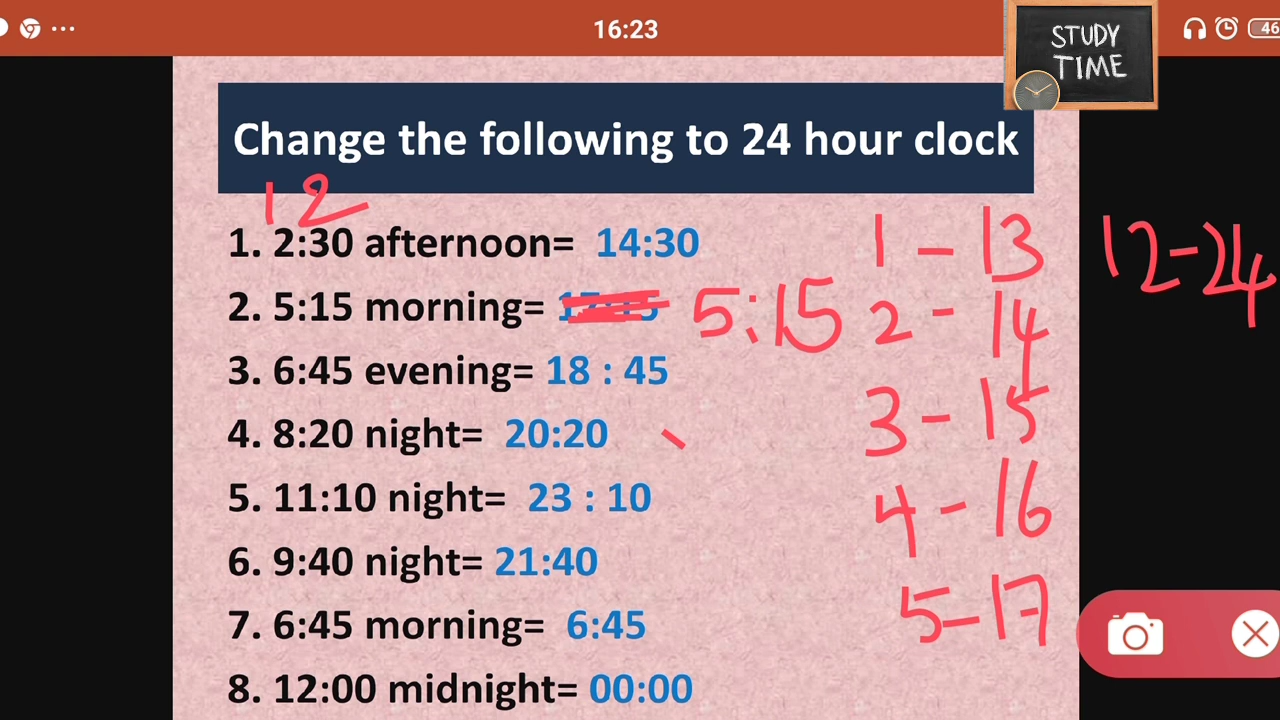 16:23
46
STUDY
TIME
Change the following to 24 hour clock
12
1. 2:30 afternoon= 14:30
2. 5:15 morning= 5:15
3. 6:45 evening= 18 : 45
4. 8:20 night= 20:20
5. 11:10 night= 23 : 10
6. 9:40 night= 21:40
7. 6:45 morning= 6:45
8. 12:00 midnight= 00:00
1 - 13
2 - 14
3 - 15
4 - 16
5 - 17
12 - 24